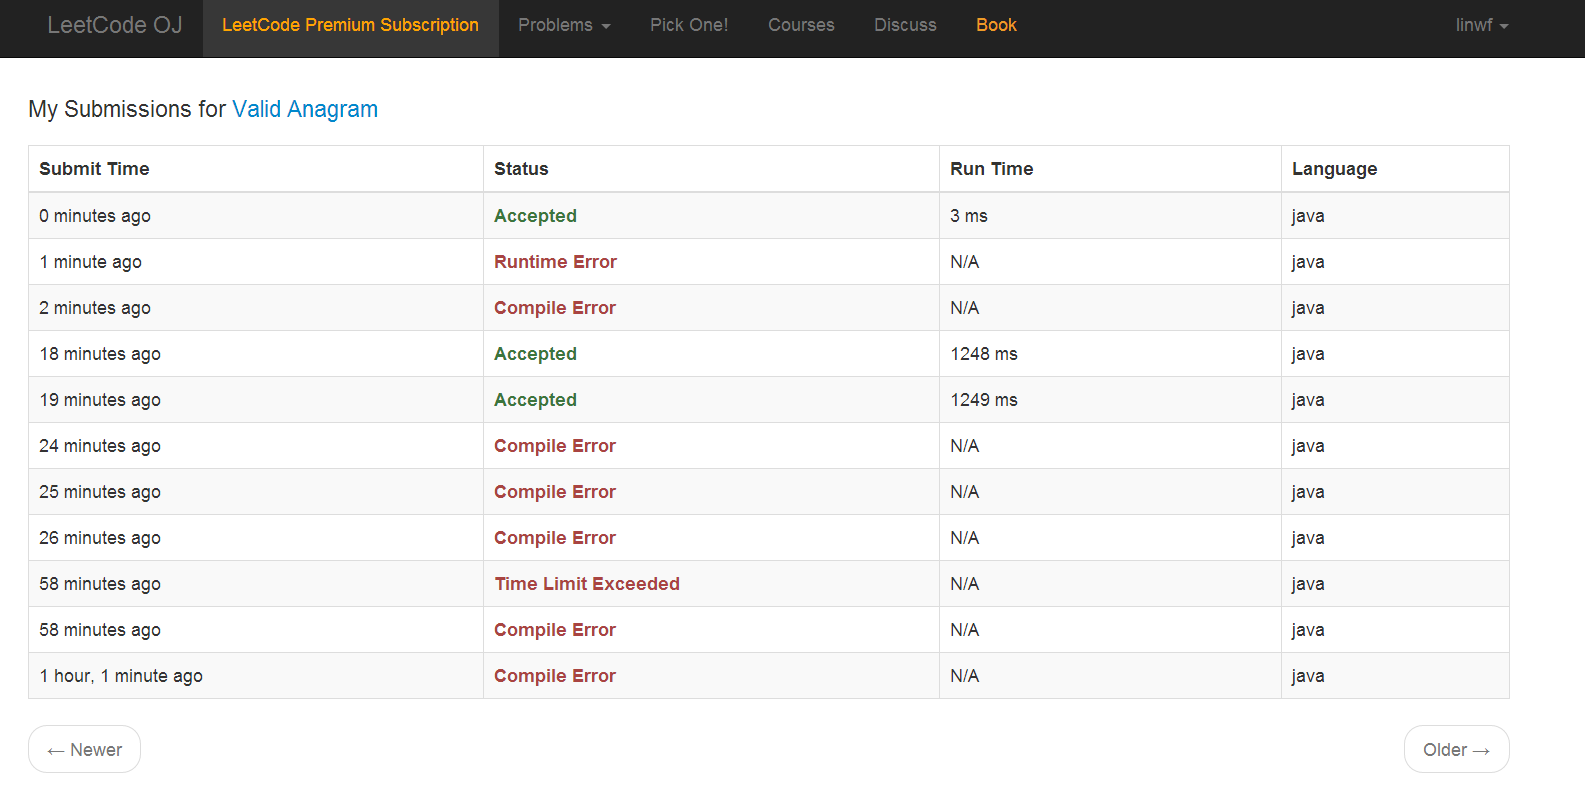 LeetCode OJ LeetCode Premium Subscription Problems Pick One! Courses Discuss Book linwf
My Submissions for Valid Anagram
Submit Time Status Run Time Language
0 minutes ago Accepted 3 ms java
1 minute ago Runtime Error N/A java
2 minutes ago Compile Error N/A java
18 minutes ago Accepted 1248 ms java
19 minutes ago Accepted 1249 ms java
24 minutes ago Compile Error N/A java
25 minutes ago Compile Error N/A java
26 minutes ago Compile Error N/A java
58 minutes ago Time Limit Exceeded N/A java
58 minutes ago Compile Error N/A java
1 hour, 1 minute ago Compile Error N/A java
← Newer Older →